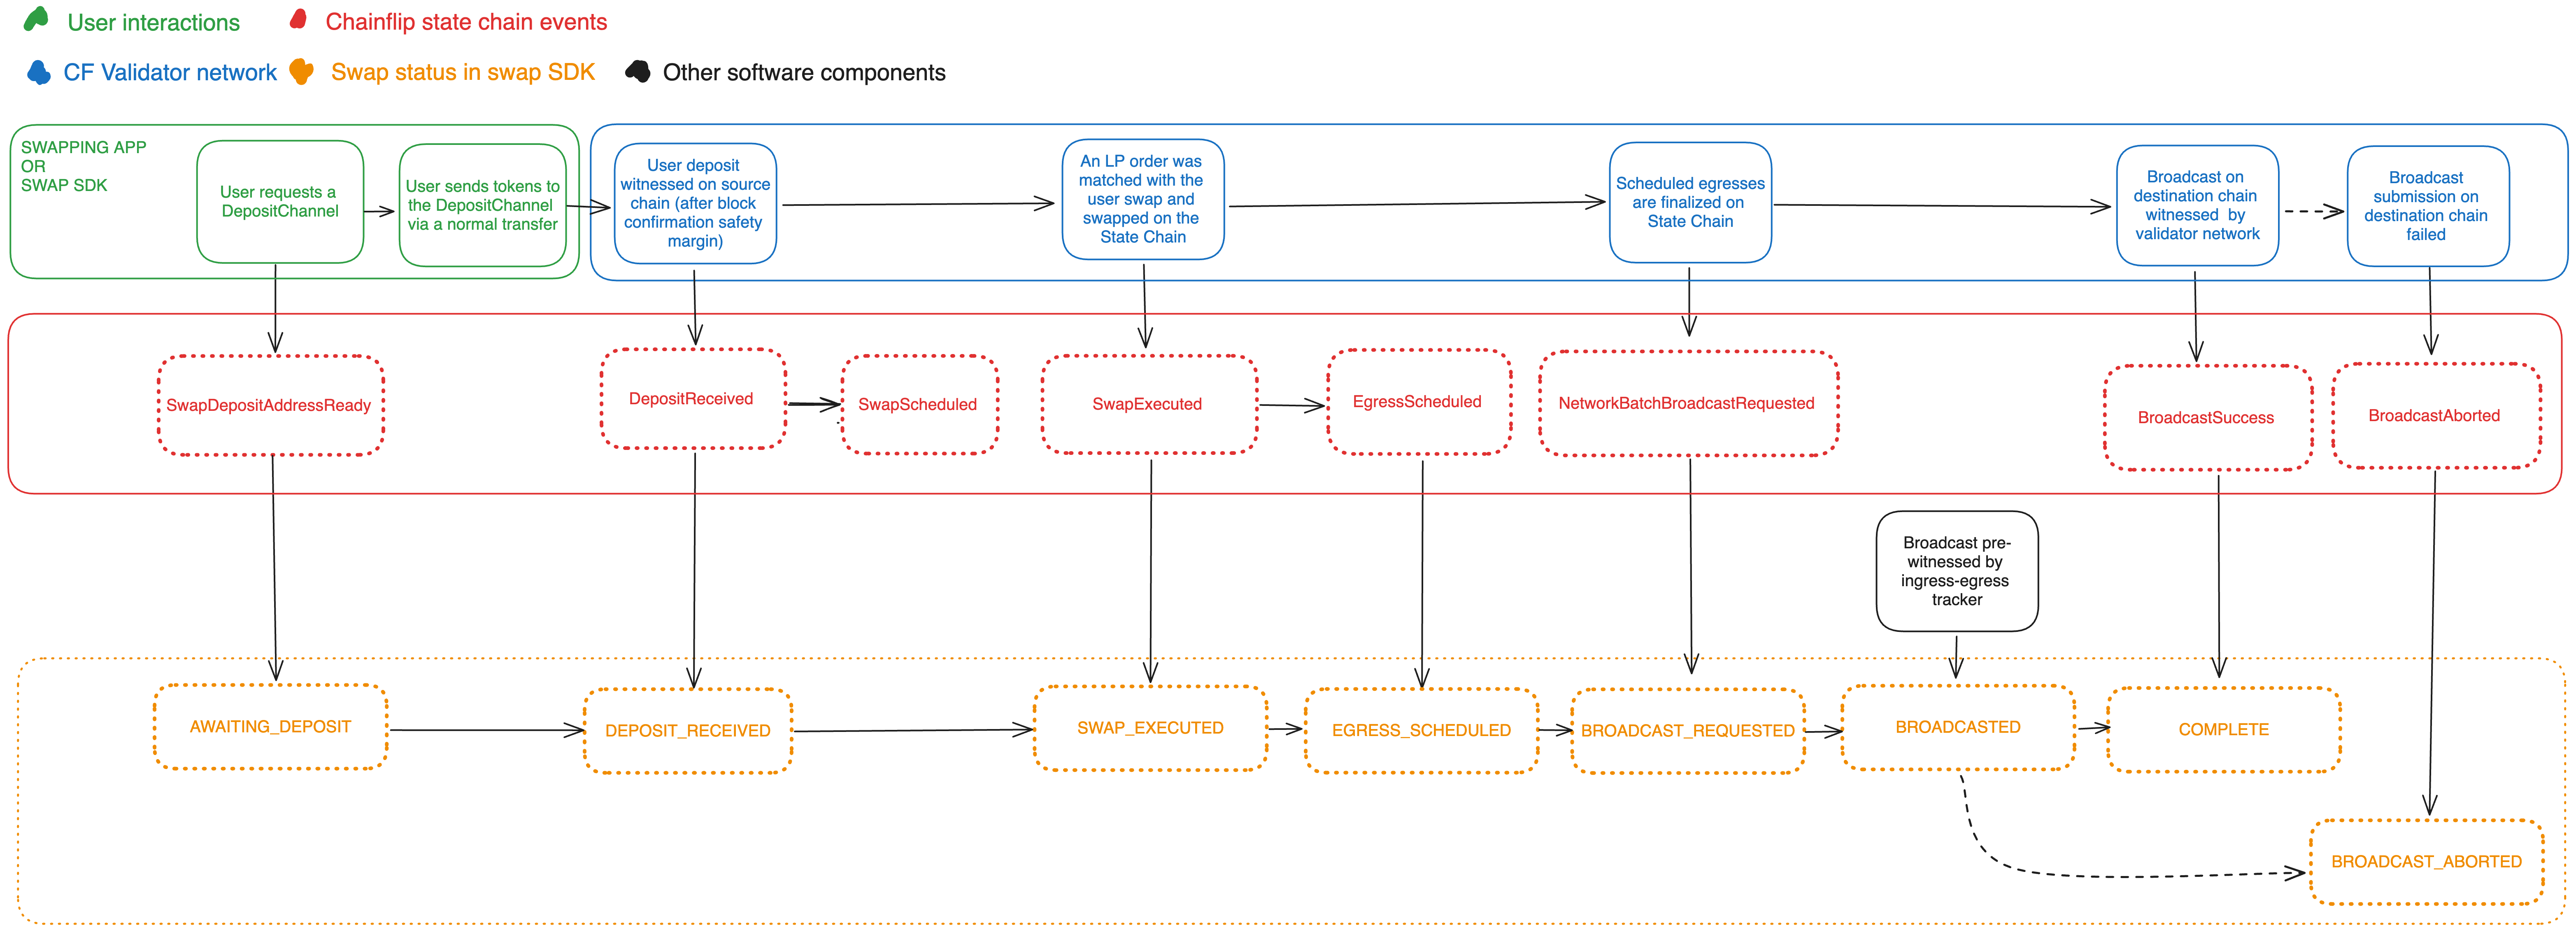 User interactions
Chainflip state chain events
CF Validator network
Swap status in swap SDK
Other software components
SWAPPING APP
OR
SWAP SDK
User requests a
DepositChannel
User sends tokens to
the DepositChannel
via a normal transfer
User deposit
witnessed on source
chain (after block
confirmation safety
margin)
An LP order was
matched with the
user swap and
swapped on the
State Chain
Scheduled egresses
are finalized on
State Chain
Broadcast on
destination chain
witnessed by
validator network
Broadcast
submission on
destination chain
failed
SwapDepositAddressReady
DepositReceived
SwapScheduled
SwapExecuted
EgressScheduled
NetworkBatchBroadcastRequested
BroadcastSuccess
BroadcastAborted
Broadcast pre-
witnessed by
ingress-egress
tracker
AWAITING_DEPOSIT
DEPOSIT_RECEIVED
SWAP_EXECUTED
EGRESS_SCHEDULED
BROADCAST_REQUESTED
BROADCASTED
COMPLETE
BROADCAST_ABORTED